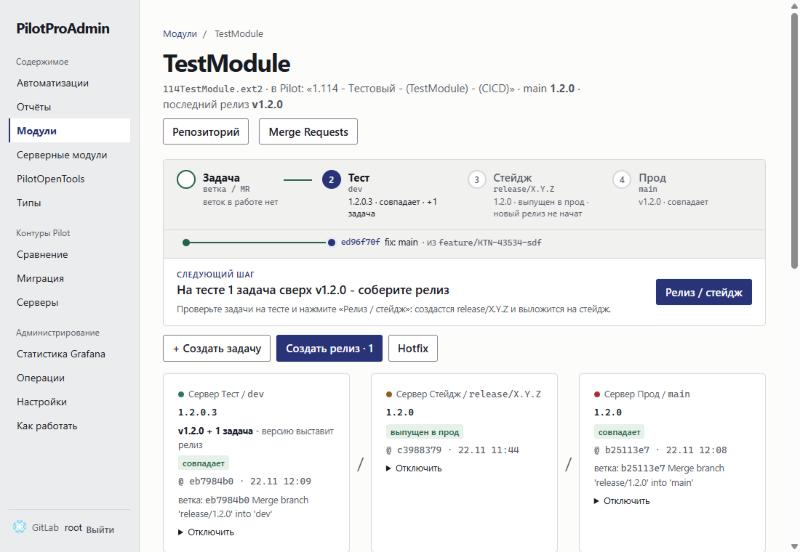 PilotProAdmin
Содержимое
Автоматизации
Отчёты
Модули
Серверные модули
PilotOpenTools
Типы
Контуры Pilot
Сравнение
Миграция
Серверы
Администрирование
Статистика Grafana
Операции
Настройки
Как работать
GitLab root Выйти
Модули / TestModule
TestModule
114TestModule.ext2 · в Pilot: «1.114 - Тестовый - (TestModule) - (CICD)» · main 1.2.0 ·
последний релиз v1.2.0
Репозиторий
Merge Requests
Задача
ветка / MR
веток в работе нет
2
Тест
dev
1.2.0.3 · совпадает · +1
задача
3
Стейдж
release/X.Y.Z
1.2.0 · выпущен в прод ·
новый релиз не начат
4
Прод
main
v1.2.0 · совпадает
ed96f70f fix: main · из feature/KTN-43534-sdf
СЛЕДУЮЩИЙ ШАГ
На тесте 1 задача сверх v1.2.0 - соберите релиз
Проверьте задачи на тесте и нажмите «Релиз / стейдж»: создастся release/X.Y.Z и выложится на стейдж.
Релиз / стейдж
+ Создать задачу
Создать релиз · 1
Hotfix
Сервер Тест / dev
1.2.0.3
v1.2.0 + 1 задача · версию выставит
релиз
совпадает
@ eb7984b0 · 22.11 12:09
ветка: eb7984b0 Merge branch
'release/1.2.0' into 'dev'
▶ Отключить
/
Сервер Стейдж / release/X.Y.Z
1.2.0
выпущен в прод
@ c3988379 · 22.11 11:44
▶ Отключить
/
Сервер Прод / main
1.2.0
совпадает
@ b25113e7 · 22.11 12:08
ветка: b25113e7 Merge branch
'release/1.2.0' into 'main'
▶ Отключить